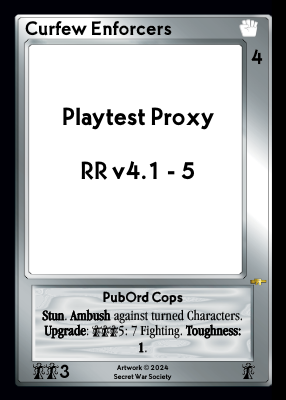 Curfew Enforcers
4
Playtest Proxy
RR v4.1 - 5
PubOrd Cops
Stun. Ambush against turned Characters.
Upgrade: 5: 7 Fighting. Toughness:
1.
3
Artwork © 2024
Secret War Society